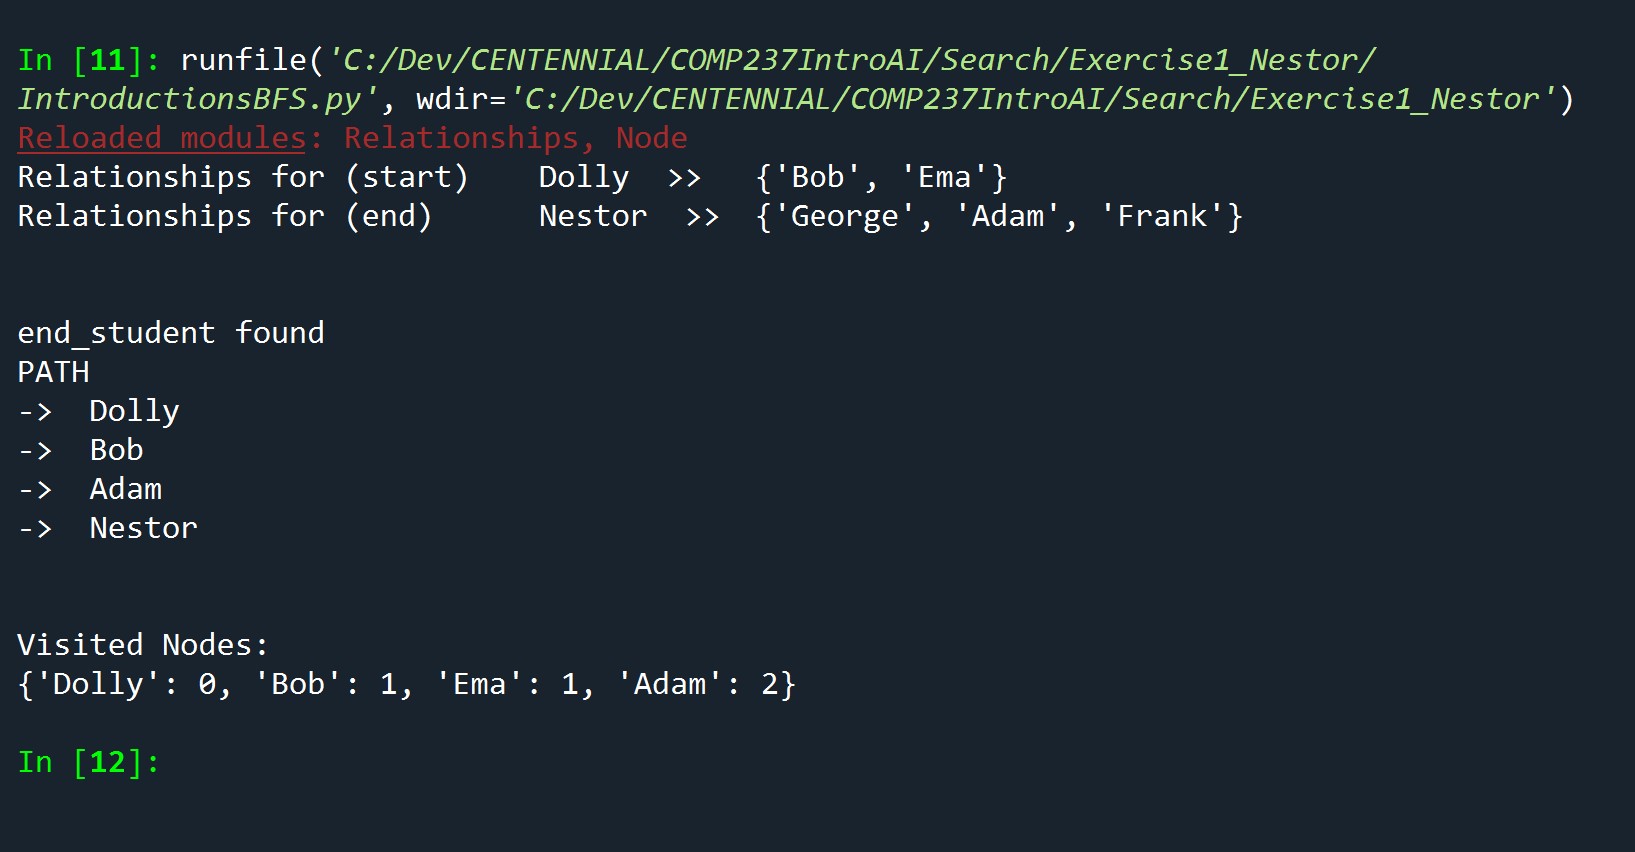 In [11]: runfile('C:/Dev/CENTENNIAL/COMP237IntroAI/Search/Exercise1_Nestor/
IntroductionsBFS.py', wdir='C:/Dev/CENTENNIAL/COMP237IntroAI/Search/Exercise1_Nestor')
Reloaded modules: Relationships, Node
Relationships for (start)    Dolly  >>   {'Bob', 'Ema'}
Relationships for (end)      Nestor  >>  {'George', 'Adam', 'Frank'}
end_student found
PATH
->  Dolly
->  Bob
->  Adam
->  Nestor
Visited Nodes:
{'Dolly': 0, 'Bob': 1, 'Ema': 1, 'Adam': 2}
In [12]: